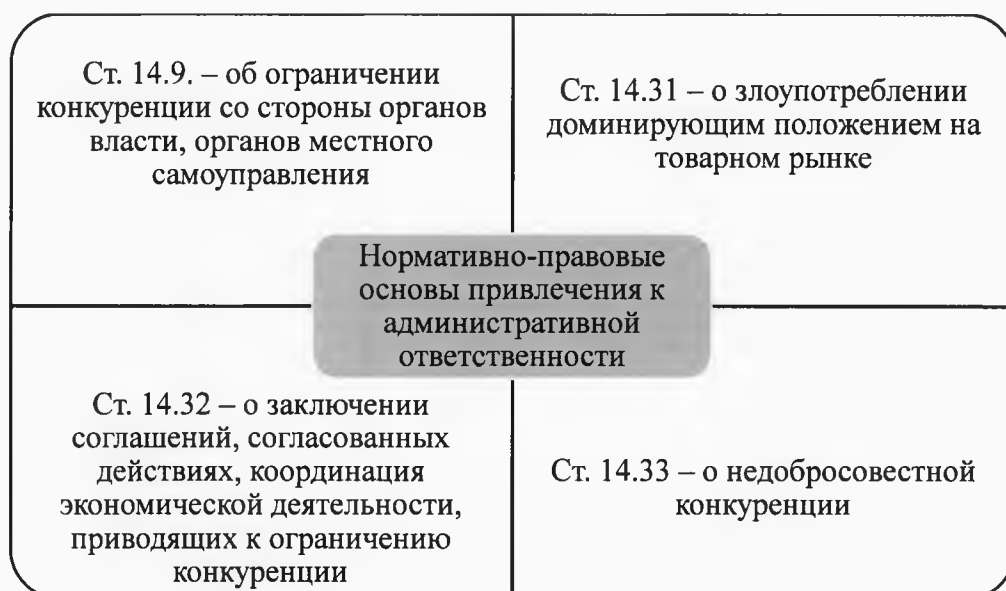 Ст. 14.9. – об ограничении
конкуренции со стороны органов
власти, органов местного
самоуправления
Ст. 14.31 – о злоупотреблении
доминирующим положением на
товарном рынке
Нормативно-правовые
основы привлечения к
административной
ответственности
Ст. 14.32 – о заключении
соглашений, согласованных
действиях, координация
экономической деятельности,
приводящих к ограничению
конкуренции
Ст. 14.33 – о недобросовестной
конкуренции